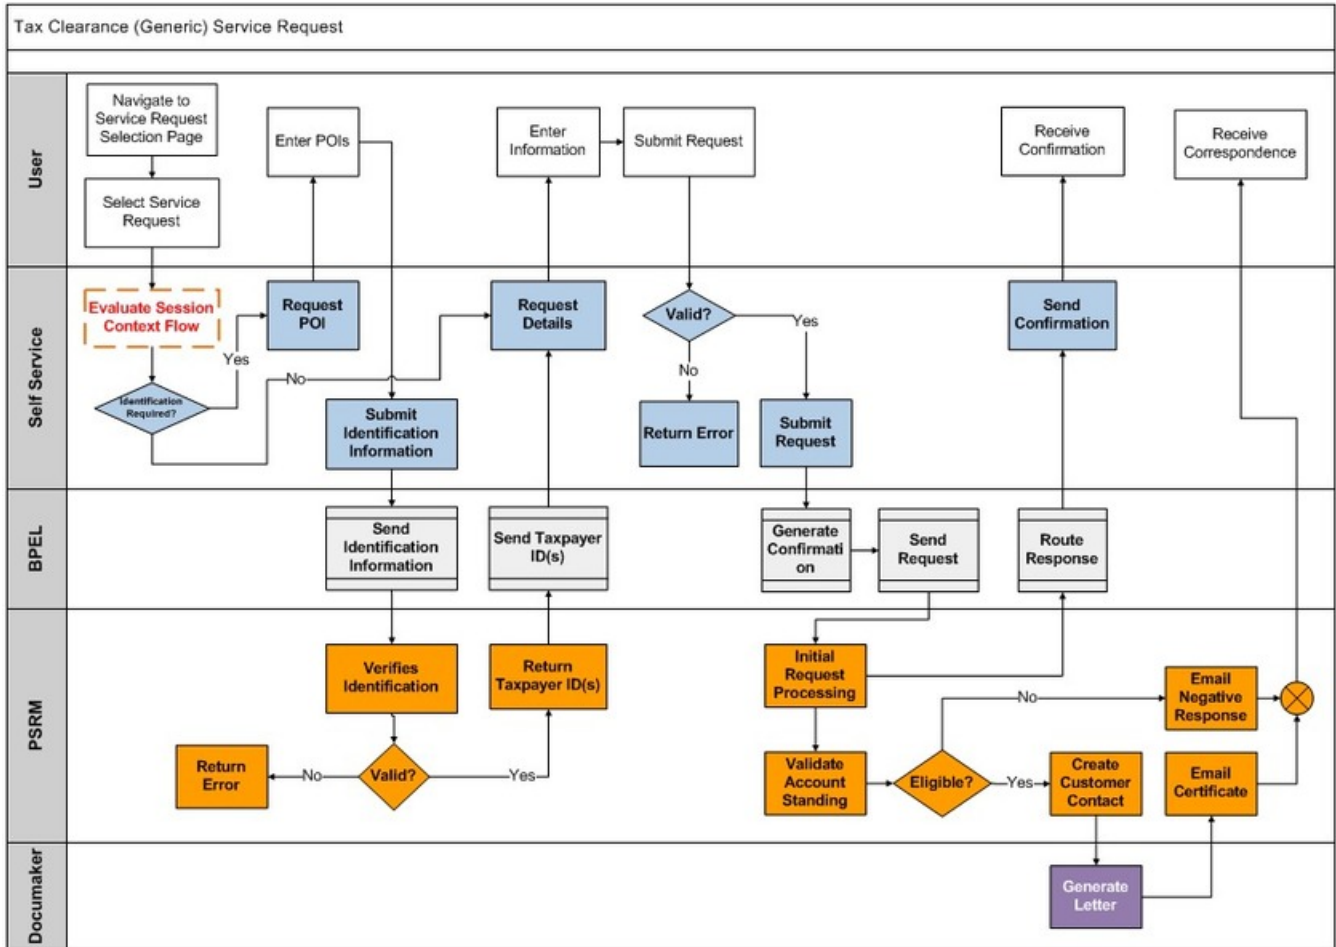 Tax Clearance (Generic) Service Request
User
Navigate to
Service Request
Selection Page
Select Service
Request
Enter POIs
Enter
Information
Submit Request
Receive
Confirmation
Receive
Correspondence
Self Service
Evaluate Session
Context Flow
Identification
Required?
Yes
No
Request
POI
Submit
Identification
Information
Request
Details
Valid?
Yes
No
Return Error
Submit
Request
Send
Confirmation
BPEL
Send
Identification
Information
Send Taxpayer
ID(s)
Generate
Confirmati
on
Send
Request
Route
Response
PSRM
Verifies
Identification
Return
Taxpayer ID(s)
Return
Error
No
Valid?
Yes
Initial
Request
Processing
Validate
Account
Standing
Eligible?
No
Yes
Email
Negative
Response
Create
Customer
Contact
Email
Certificate
Documaker
Generate
Letter